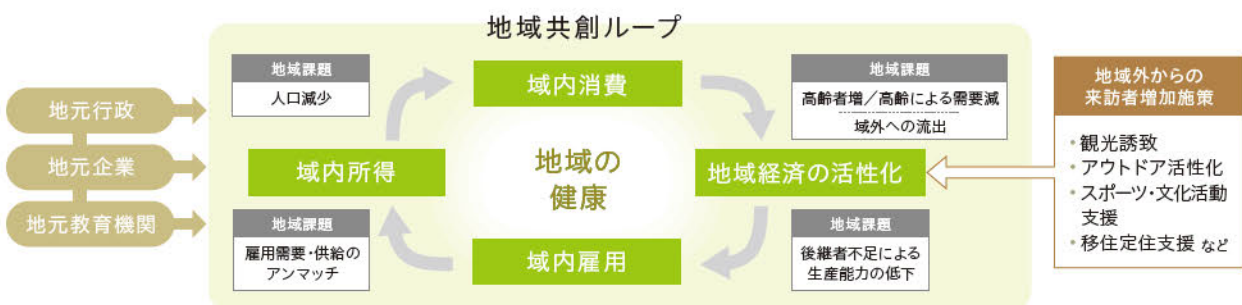 地域共創ループ
地元行政
地元企業
地元教育機関
地域課題
人口減少
域内消費
地域課題
高齢者増／高齢による需要減
域外への流出
域内所得
地域の
健康
地域経済の活性化
地域課題
雇用需要・供給の
アンマッチ
域内雇用
地域課題
後継者不足による
生産能力の低下
地域外からの
来訪者増加施策
・観光誘致
・アウトドア活性化
・スポーツ・文化活動
支援
・移住定住支援 など